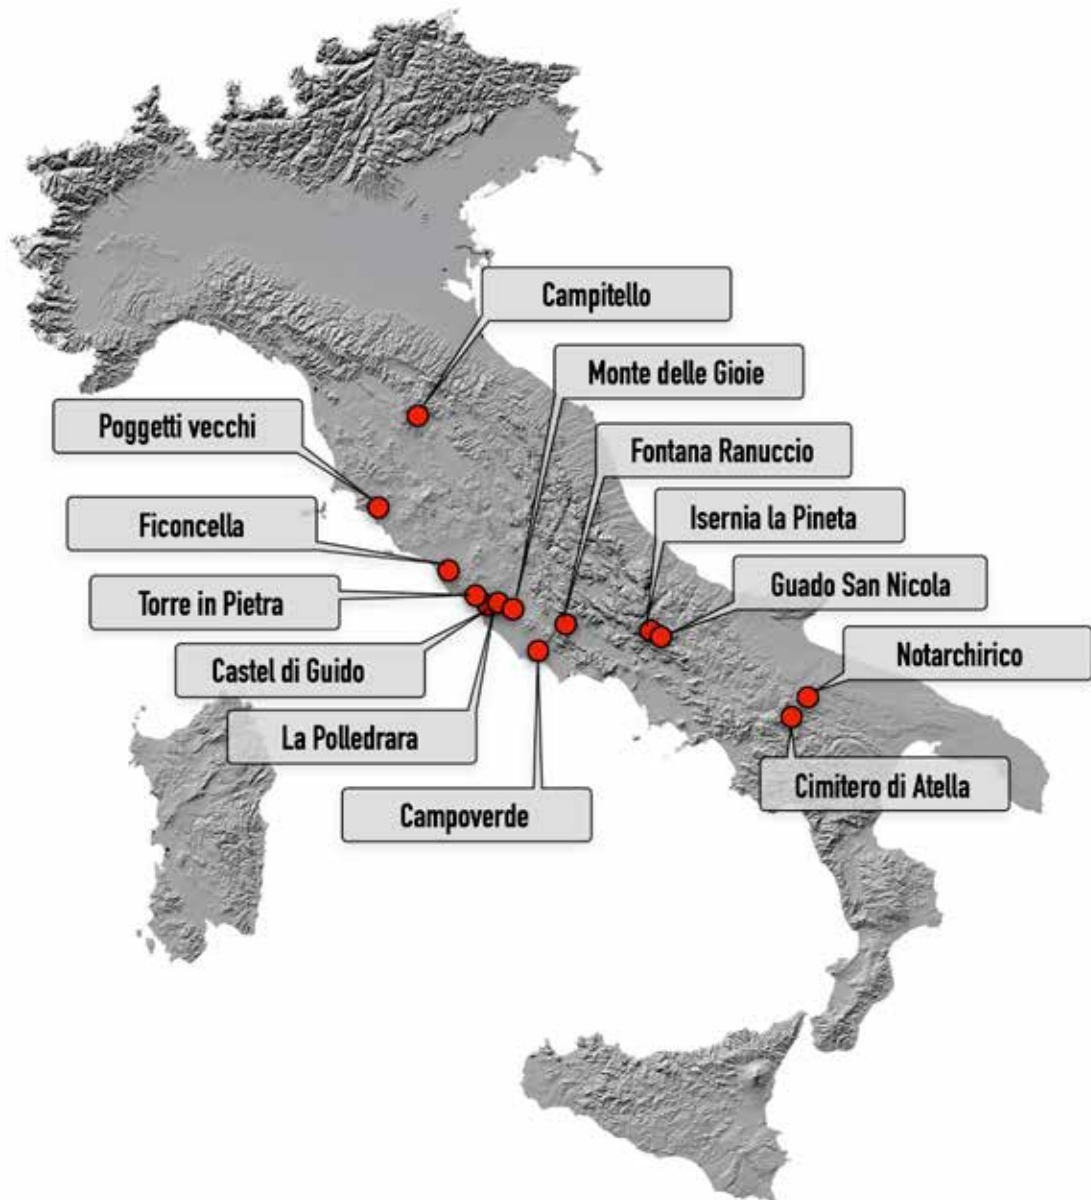 Campitello
Monte delle Gioie
Poggetti vecchi
Fontana Ranuccio
Isernia la Pineta
Ficoncella
Guado San Nicola
Torre in Pietra
Notarchirico
Castel di Guido
La Polledrara
Cimitero di Atella
Campoverde